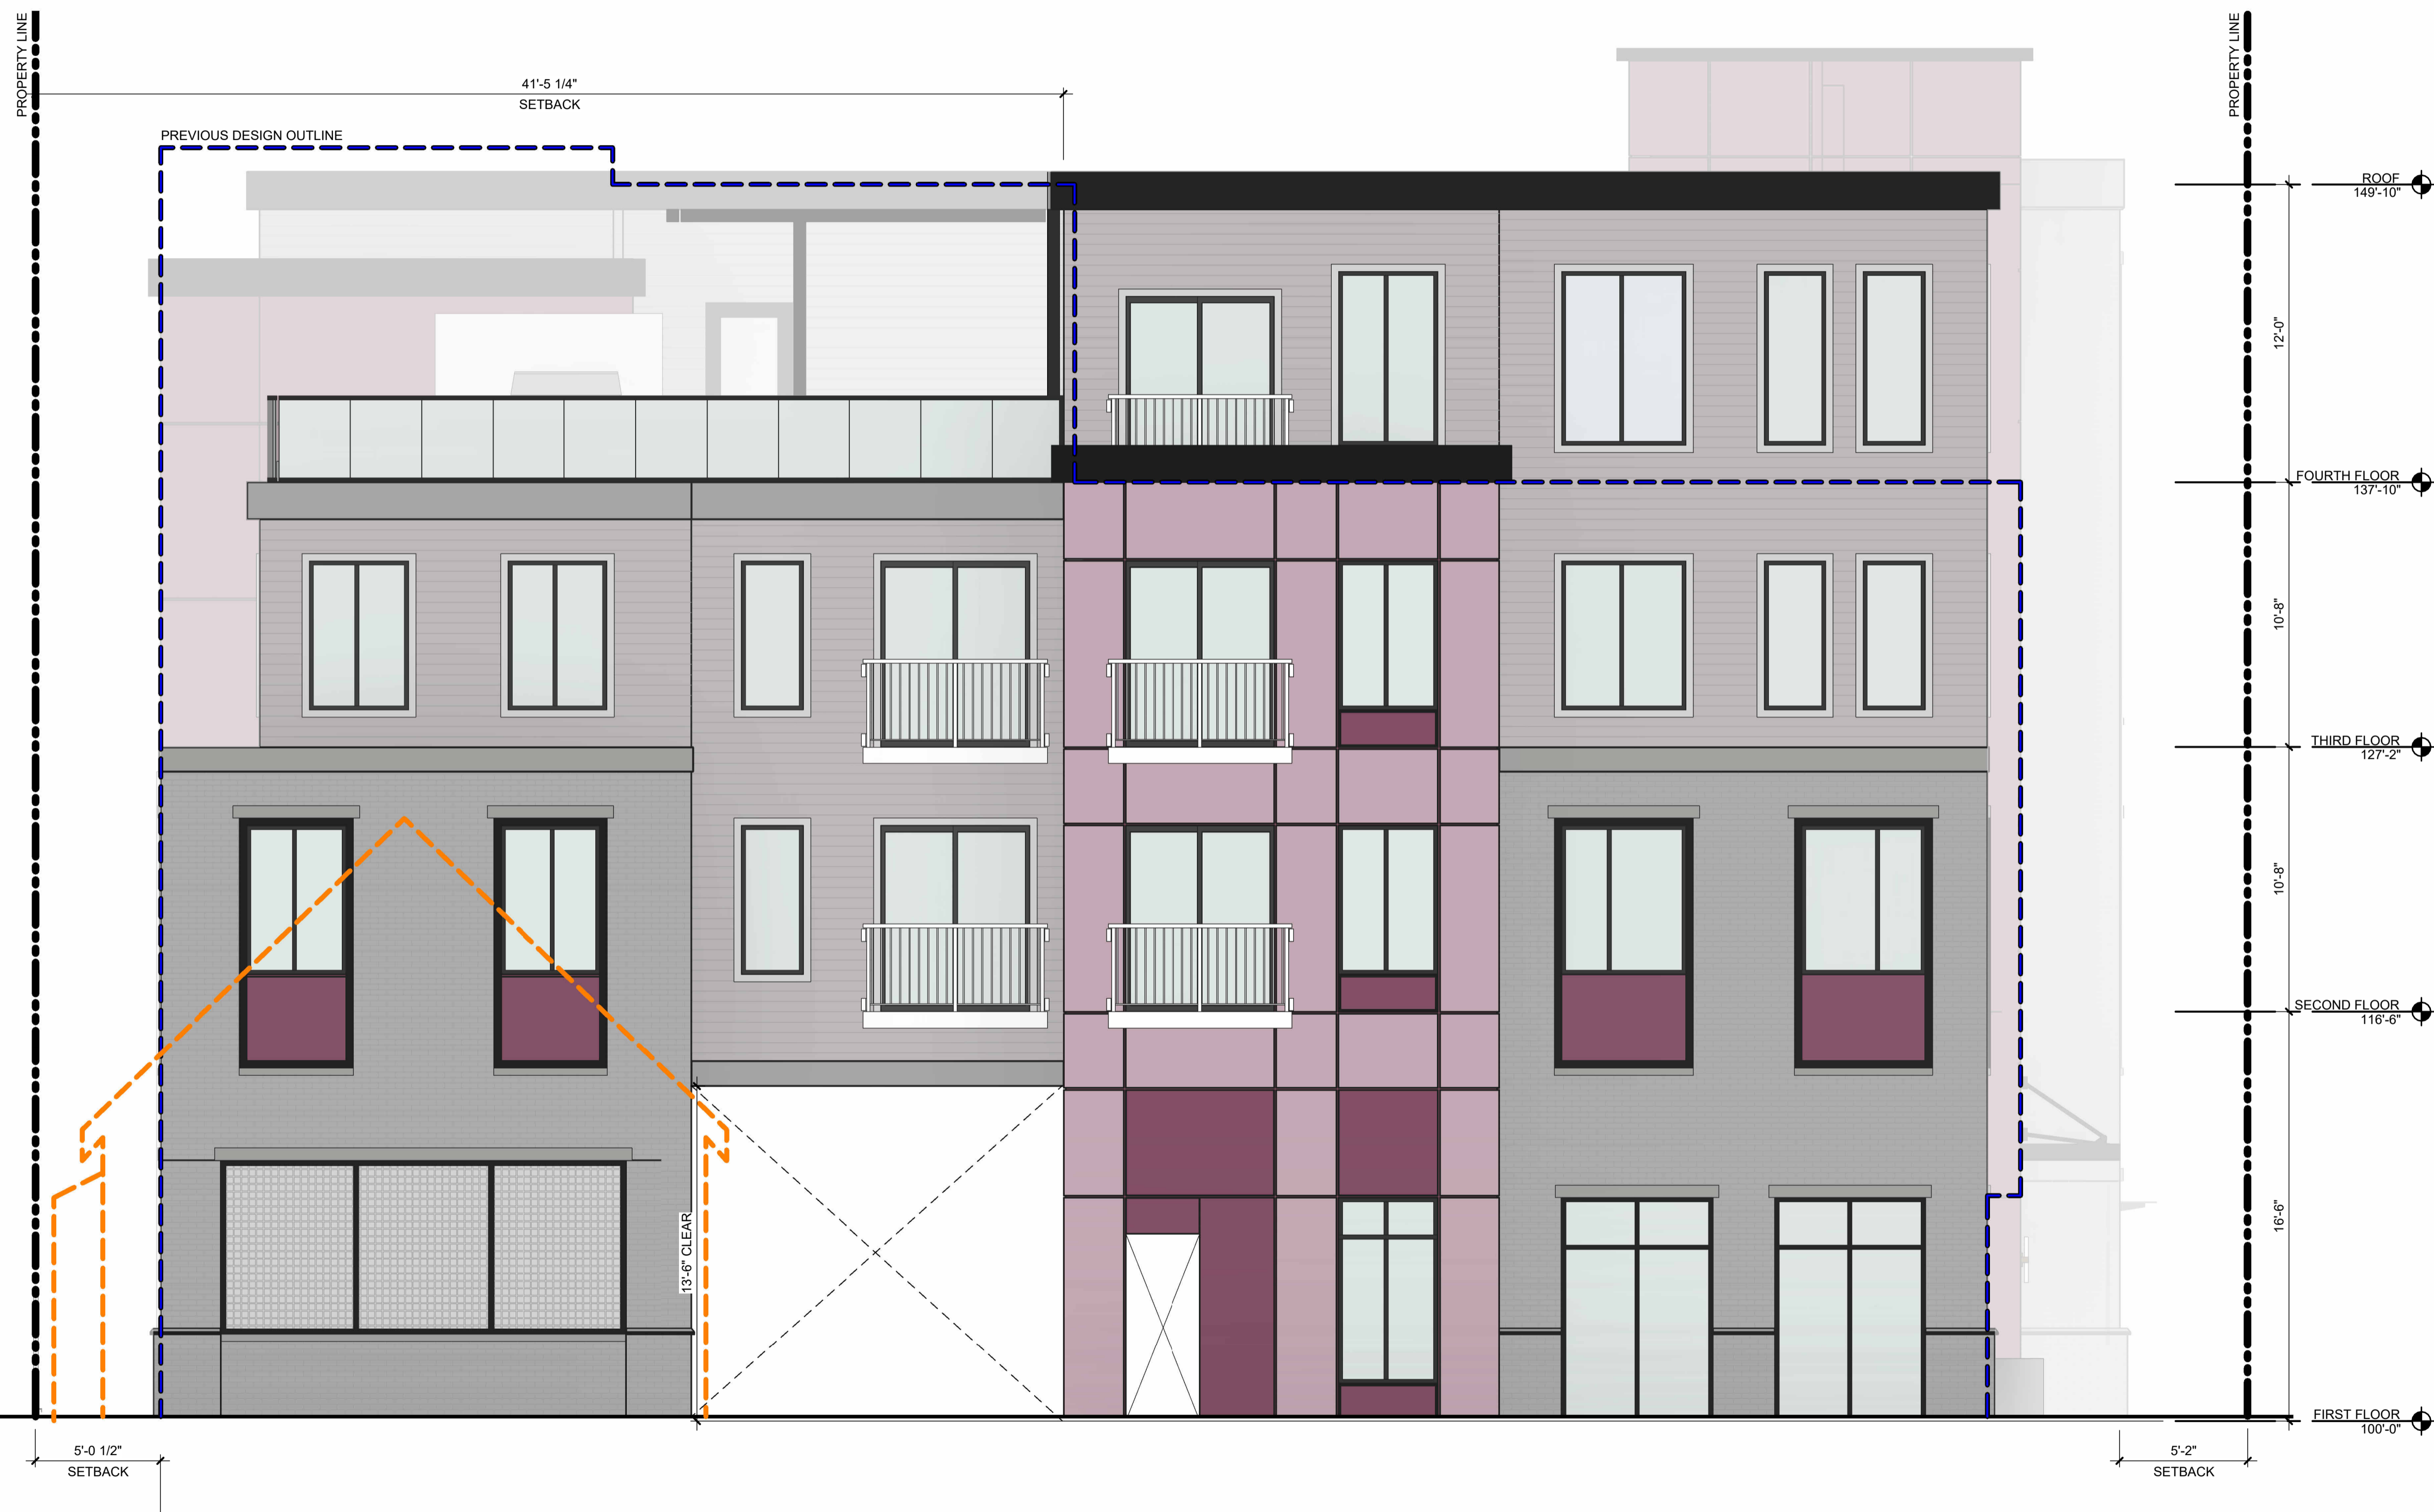 PROPERTY LINE
PROPERTY LINE
41'-5 1/4"
SETBACK
PREVIOUS DESIGN OUTLINE
ROOF
149'-10"
12'-0"
FOURTH FLOOR
137'-10"
10'-8"
THIRD FLOOR
127'-2"
10'-8"
SECOND FLOOR
116'-6"
16'-6"
13'-6" CLEAR
FIRST FLOOR
100'-0"
5'-0 1/2"
SETBACK
5'-2"
SETBACK